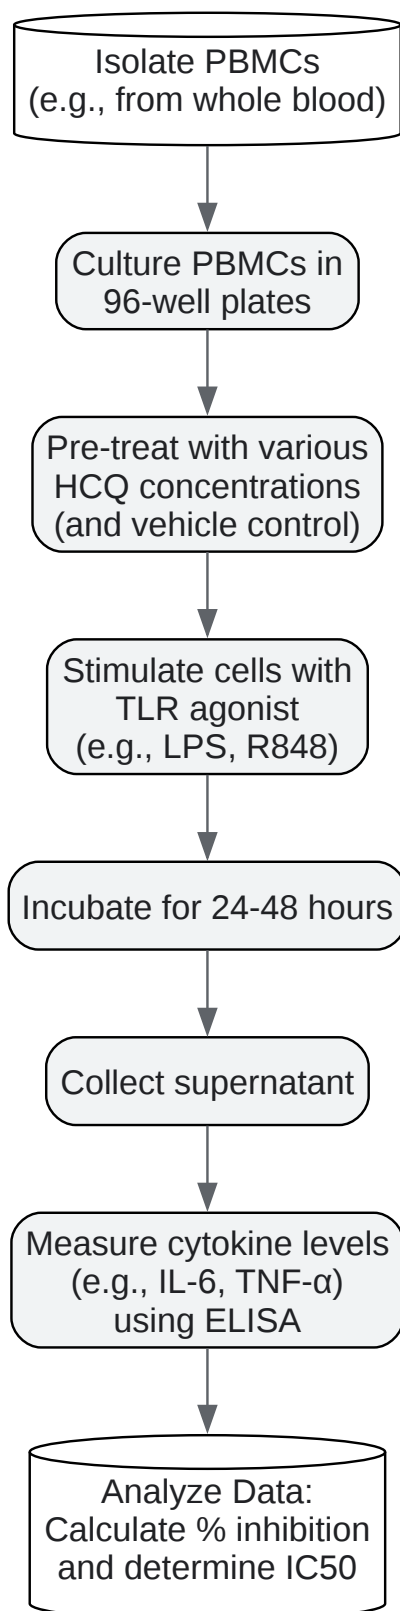 Isolate PBMCs
(e.g., from whole blood)
Culture PBMCs in
96-well plates
Pre-treat with various
HCQ concentrations
(and vehicle control)
Stimulate cells with
TLR agonist
(e.g., LPS, R848)
Incubate for 24-48 hours
Collect supernatant
Measure cytokine levels
(e.g., IL-6, TNF-α)
using ELISA
Analyze Data:
Calculate % inhibition
and determine IC50